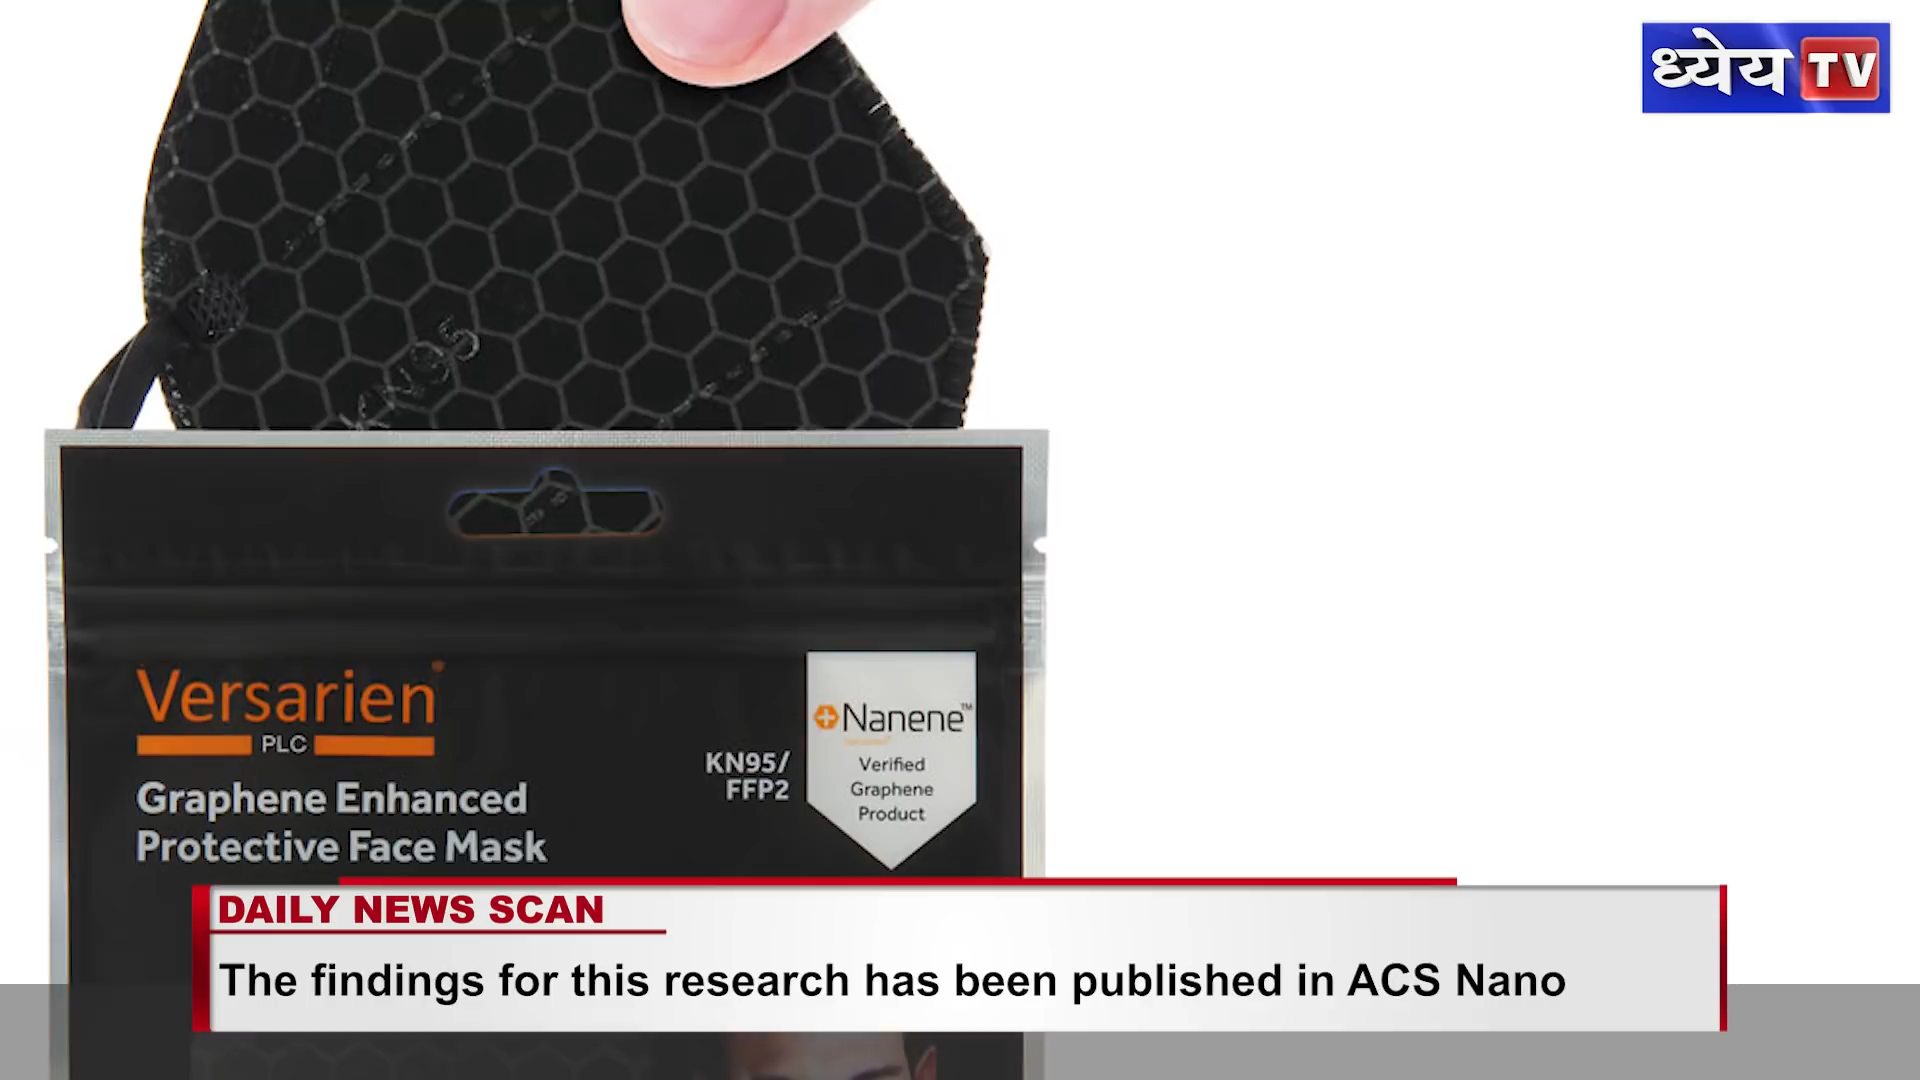 ध्येय TV
KN95
Versarien
PLC
Graphene Enhanced
Protective Face Mask
KN95/
FFP2
Nanene™
Verified
Graphene
Product
DAILY NEWS SCAN
The findings for this research has been published in ACS Nano